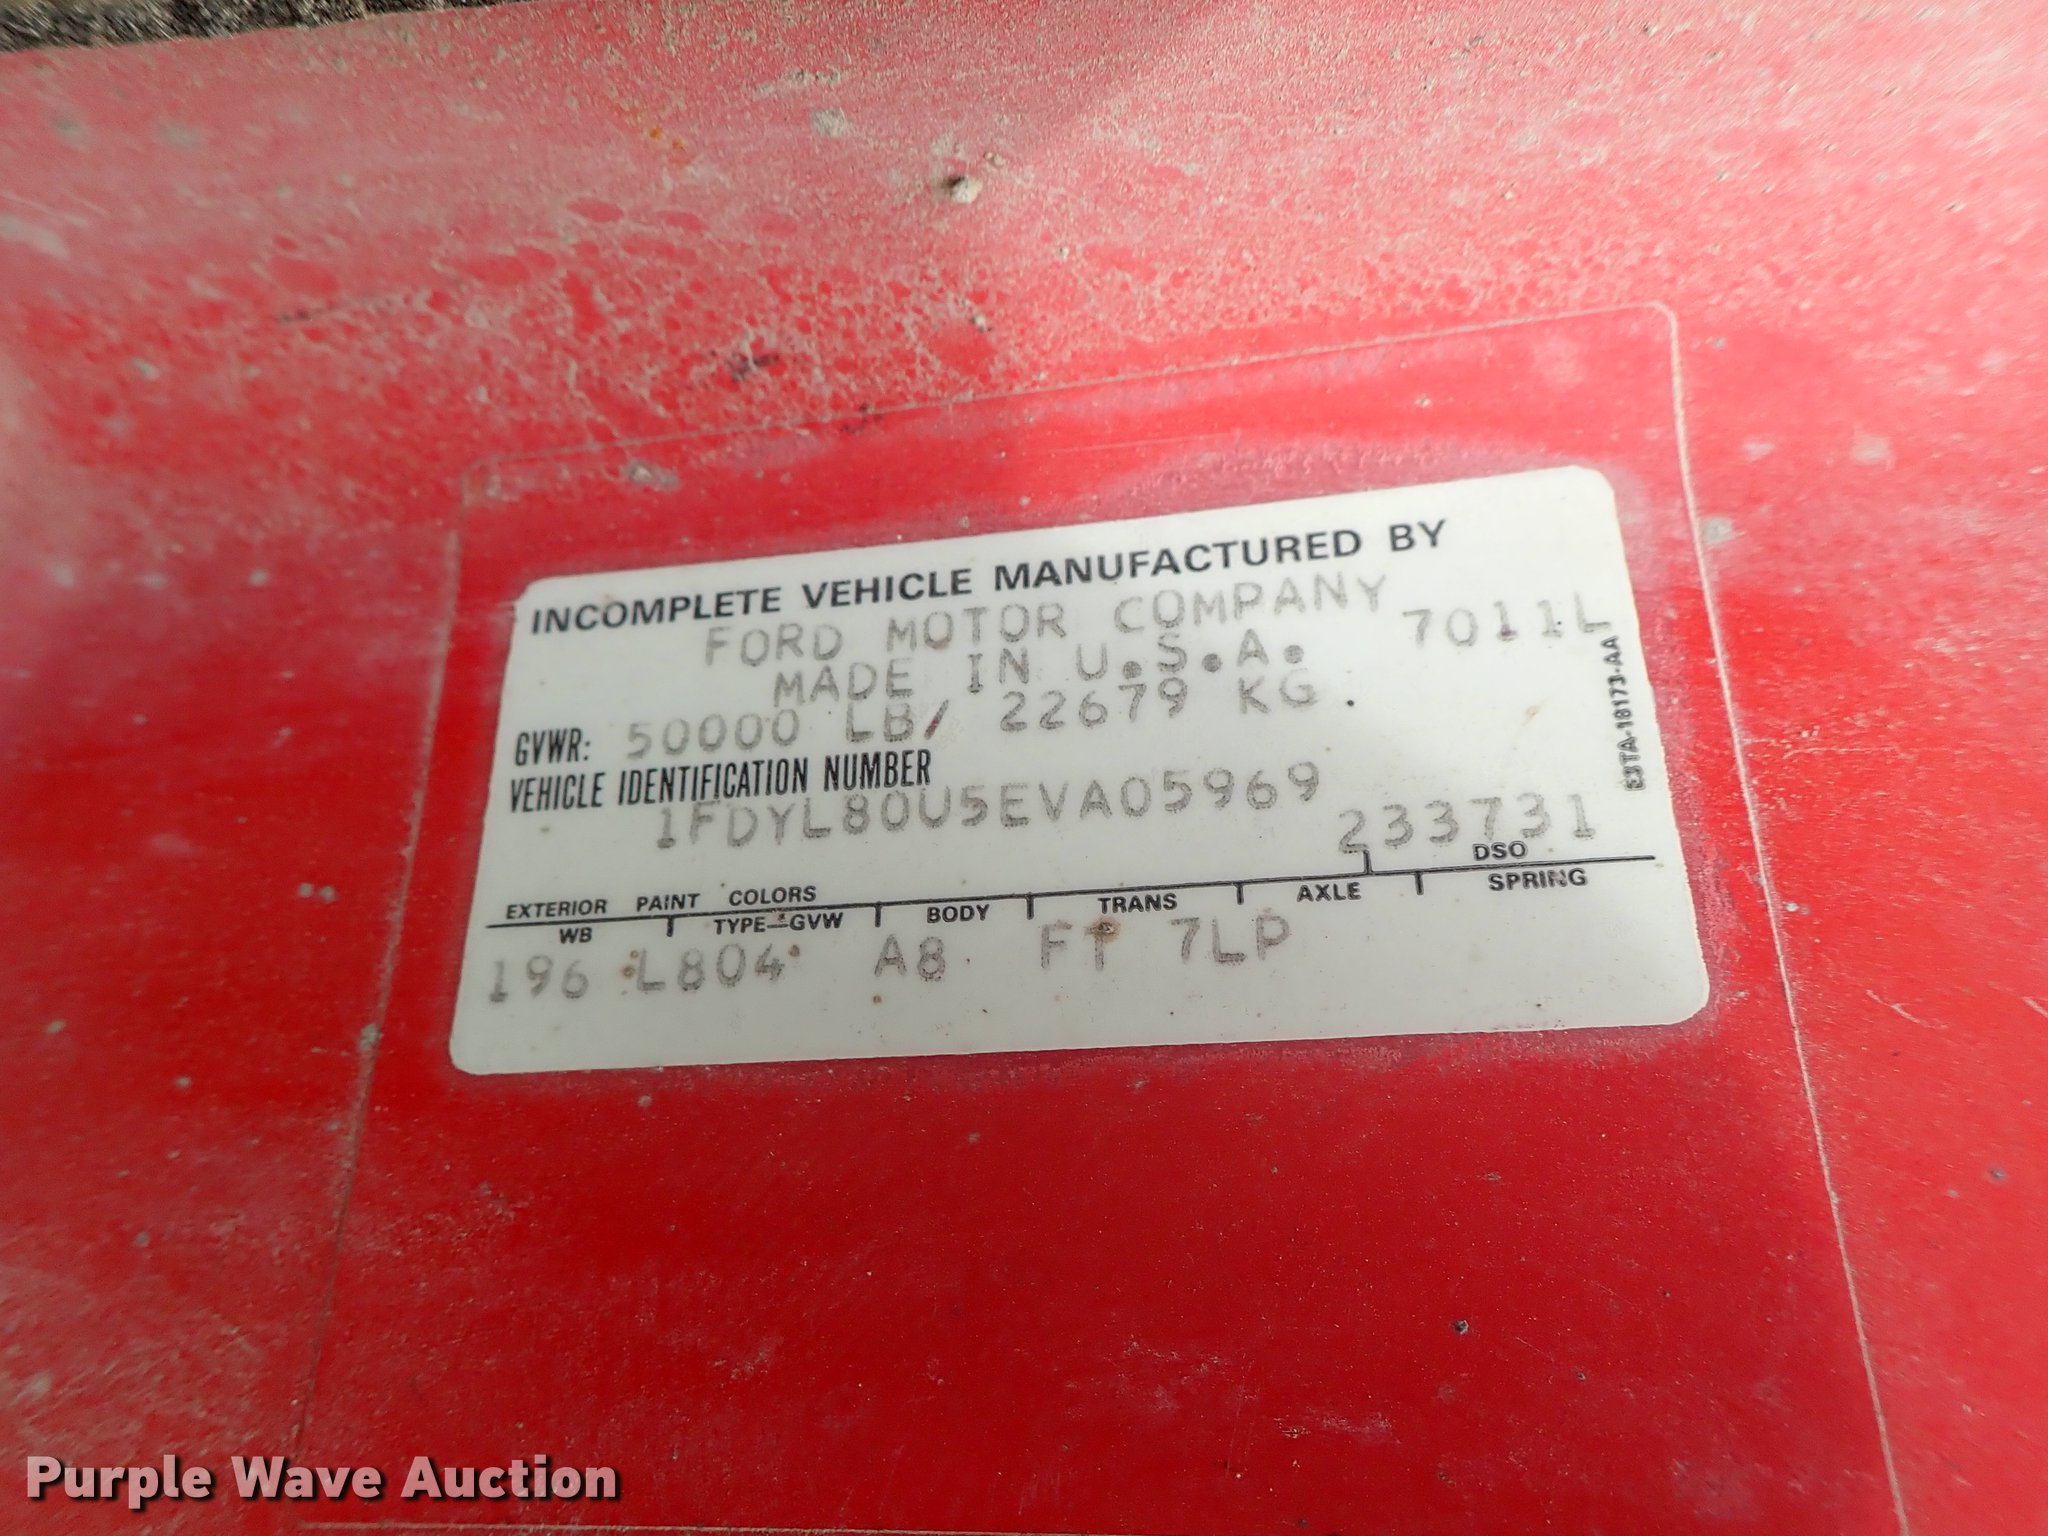 INCOMPLETE VEHICLE MANUFACTURED BY
FORD MOTOR COMPANY
MADE IN U.S.A. 7011L
GVWR: 50000 LB/ 22679 KG
VEHICLE IDENTIFICATION NUMBER
1FDYL80U5EVA05969
233731
E3TA-18173-AA
EXTERIOR PAINT COLORS DSO
WB TYPE-GVW BODY TRANS AXLE SPRING
196 L804 A8 FT 7LP
Purple Wave Auction